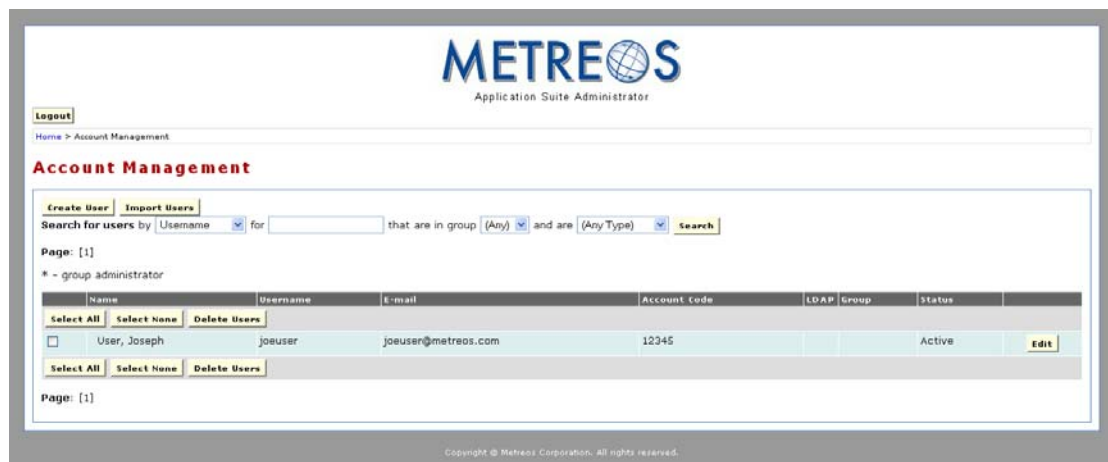 METREOS
Application Suite Administrator
Logout
Home > Account Management
Account Management
Create User Import Users
Search for users by Username for that are in group (Any) and are (Any Type) Search
Page: [1]
* - group administrator
Name Username E-mail Account Code LDAP Group Status
Select All Select None Delete Users
User, Joseph joeuser joeuser@metreos.com 12345 Active Edit
Select All Select None Delete Users
Page: [1]
Copyright © Metreos Corporation. All rights reserved.